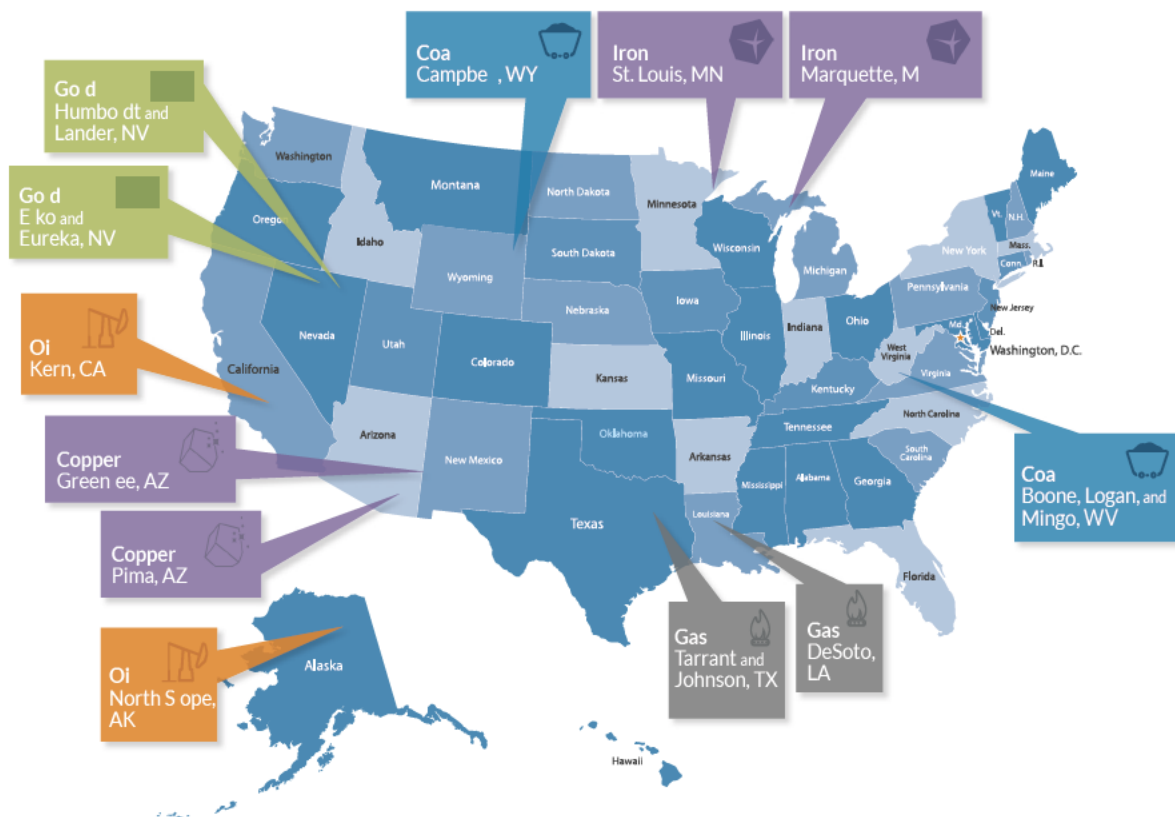 Coa
Campbe , WY
Iron
St. Louis, MN
Iron
Marquette, M
Go d
Humbo dt and
Lander, NV
Go d
E ko and
Eureka, NV
Oi
Kern, CA
Copper
Green ee, AZ
Copper
Pima, AZ
Oi
North S ope,
AK
Gas
Tarrant and
Johnson, TX
Gas
DeSoto,
LA
Coa
Boone, Logan, and
Mingo, WV
Washington
Montana
North Dakota
Minnesota
Maine
Oregon
Idaho
Wyoming
South Dakota
Wisconsin
Michigan
New York
Vt.
N.H.
Mass.
Conn.
R.I.
Nevada
Utah
Colorado
Nebraska
Iowa
Illinois
Indiana
Ohio
Pennsylvania
New Jersey
Md.
Del.
Washington, D.C.
California
Kansas
Missouri
Kentucky
West
Virginia
Virginia
Arizona
New Mexico
Oklahoma
Arkansas
Tennessee
North Carolina
South
Carolina
Texas
Louisiana
Mississippi
Alabama
Georgia
Florida
Alaska
Hawaii